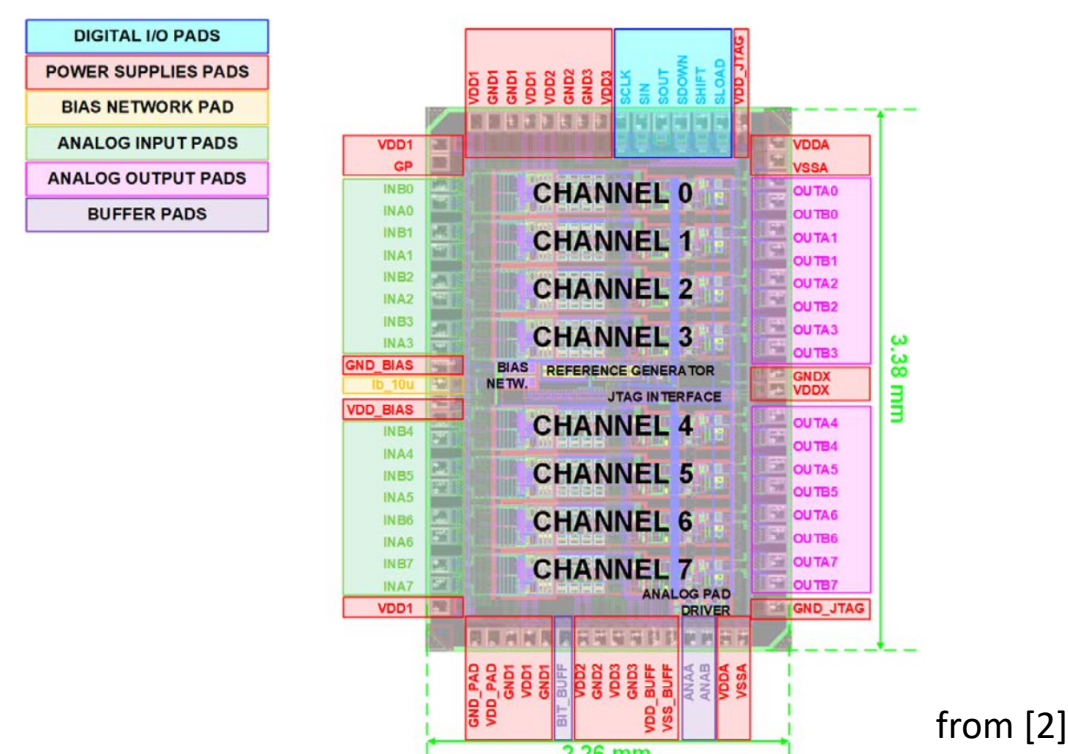 DIGITAL I/O PADS
POWER SUPPLIES PADS
BIAS NETWORK PAD
ANALOG INPUT PADS
ANALOG OUTPUT PADS
BUFFER PADS
VDD1
GND1
GND1
VDD1
VDD2
GND2
GND3
VDD3
SCLK
SIN
SOUT
SDOWN
SHIFT
SLOAD
VDD_JTAG
VDD1
GP
INB0
INA0
INB1
INA1
INB2
INA2
INB3
INA3
GND_BIAS
Ib_10u
VDD_BIAS
INB4
INA4
INB5
INA5
INB6
INA6
INB7
INA7
VDD1
CHANNEL 0
CHANNEL 1
CHANNEL 2
CHANNEL 3
BIAS
NETW.
REFERENCE GENERATOR
JTAG INTERFACE
CHANNEL 4
CHANNEL 5
CHANNEL 6
CHANNEL 7
ANALOG PAD
DRIVER
VDDA
VSSA
OUTA0
OUTB0
OUTA1
OUTB1
OUTA2
OUTB2
OUTA3
OUTB3
GNDX
VDDX
OUTA4
OUTB4
OUTA5
OUTB5
OUTA6
OUTB6
OUTA7
OUTB7
GND_JTAG
3.38 mm
GND_PAD
VDD_PAD
GND1
VDD1
GND1
BIT_BUFF
VDD2
GND2
VDD3
GND3
VDD_BUFF
VSS_BUFF
ANAA
ANAB
VDDA
VSSA
2.26 mm
from [2]